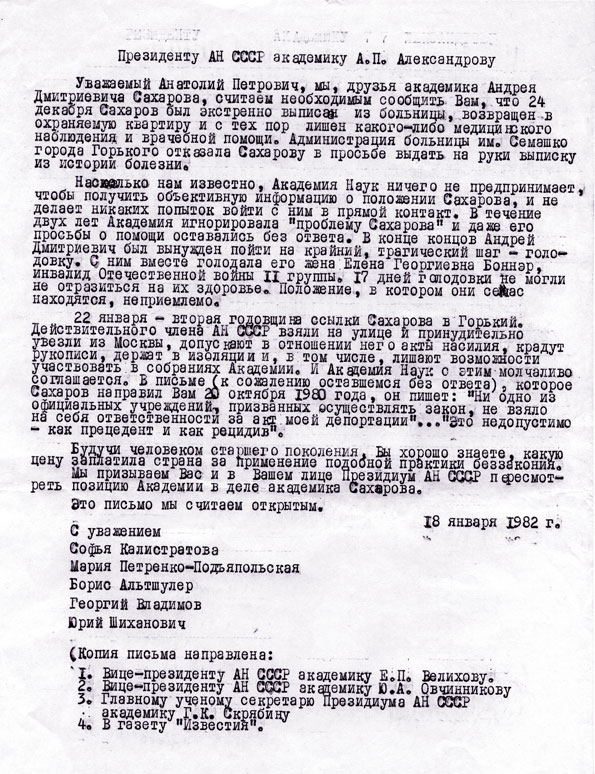 Президенту АН СССР академику А.П. Александрову
Уважаемый Анатолий Петрович, мы, друзья академика Андрея
Дмитриевича Сахарова, считаем необходимым сообщить Вам, что 24
декабря Сахаров был экстренно выписан из больницы, возвращен в
охраняемую квартиру и с тех пор лишен какого-либо медицинского
наблюдения и врачебной помощи. Администрация больницы им. Семашко
города Горького отказала Сахарову в просьбе выдать на руки выписку
из истории болезни.
Насколько нам известно, Академия Наук ничего не предпринимает,
чтобы получить объективную информацию о положении Сахарова, и не
делает никаких попыток войти с ним в прямой контакт. В течение
двух лет Академия игнорировала "проблему Сахарова" и даже его
просьбы о помощи оставались без ответа. В конце концов Андрей
Дмитриевич был вынужден пойти на крайний, трагический шаг - голо-
довку. С ним вместе голодала его жена Елена Георгиевна Боннэр,
инвалид Отечественной войны II группы. 17 дней голодовки не могли
не отразиться на их здоровье. Положение, в котором они сейчас
находятся, неприемлемо.
22 января - вторая годовщина ссылки Сахарова в Горький.
Действительного члена АН СССР взяли на улице и принудительно
увезли из Москвы, допускают в отношении него акты насилия, крадут
рукописи, держат в изоляции и, в том числе, лишают возможности
участвовать в собраниях Академии. И Академия Наук с этим молчаливо
соглашается. В письме (к сожалению оставшемся без ответа), которое
Сахаров направил Вам 20 октября 1980 года, он пишет: "Ни одно из
официальных учреждений, призванных осуществлять закон, не взяло
на себя ответственности за акт моей депортации"..."Это недопустимо
- как прецедент и как рецидив".
Будучи человеком старшего поколения, Вы хорошо знаете, какую
цену заплатила страна за применение подобной практики беззакония.
Мы призываем Вас и в Вашем лице Президиум АН СССР пересмот-
реть позицию Академии в деле академика Сахарова.
Это письмо мы считаем открытым.
18 января 1982 г.
С уважением
Софья Калистратова
Мария Петренко-Подъяпольская
Борис Альтшулер
Георгий Владимов
Юрий Шиханович
(Копия письма направлена:
1. Вице-президенту АН СССР академику Е.П. Велихову.
2. Вице-президенту АН СССР академику Ю.А. Овчинникову
3. Главному ученому секретарю Президиума АН СССР
академику Г.К. Скрябину
4. В газету "Известия".